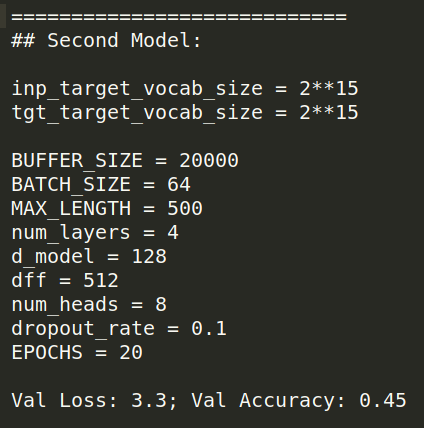 ============================
## Second Model:
inp_target_vocab_size = 2**15
tgt_target_vocab_size = 2**15
BUFFER_SIZE = 20000
BATCH_SIZE = 64
MAX_LENGTH = 500
num_layers = 4
d_model = 128
dff = 512
num_heads = 8
dropout_rate = 0.1
EPOCHS = 20
Val Loss: 3.3; Val Accuracy: 0.45